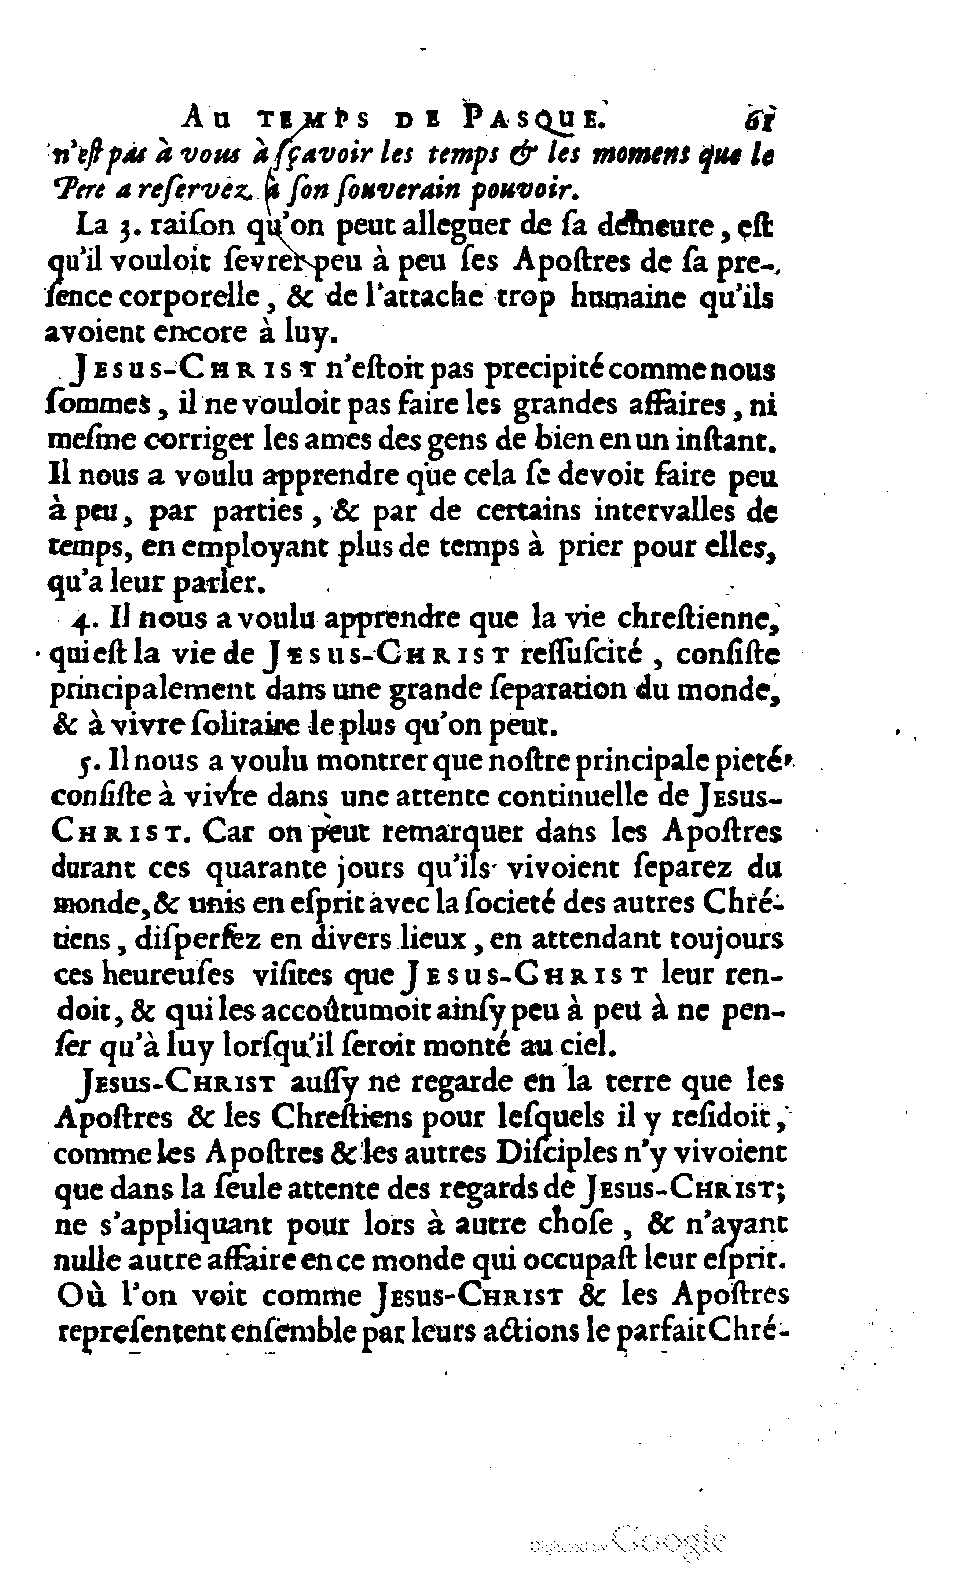 AU TEMPS DE PASQUE. 61
n'eſt pas à vous à ſçavoir les temps & les momens que le
Pere a reſervez à ſon ſouverain pouvoir.
La 3. raiſon qu'on peut alleguer de ſa demeure, eſt
qu'il vouloit ſevrer peu à peu ſes Apoſtres de ſa pre-
ſence corporelle, & de l'attache trop humaine qu'ils
avoient encore à luy.
JESUS-CHRIST n'eſtoit pas precipité comme nous
ſommes, il ne vouloit pas faire les grandes affaires, ni
meſme corriger les ames des gens de bien en un inſtant.
Il nous a voulu apprendre que cela ſe devoit faire peu
à peu, par parties, & par de certains intervalles de
temps, en employant plus de temps à prier pour elles,
qu'a leur parler.
4. Il nous a voulu apprendre que la vie chreſtienne,
qui eſt la vie de JESUS-CHRIST reſſuſcité, conſiſte
principalement dans une grande ſeparation du monde,
& à vivre ſolitaire le plus qu'on peut.
5. Il nous a voulu montrer que noſtre principale pieté
conſiſte à vivre dans une attente continuelle de JESUS-
CHRIST. Car on peut remarquer dans les Apoſtres
durant ces quarante jours qu'ils vivoient ſeparez du
monde, & unis en eſprit avec la ſocieté des autres Chré-
tiens, diſperſez en divers lieux, en attendant toujours
ces heureuſes viſites que JESUS-CHRIST leur ren-
doit, & qui les accoûtumoit ainſy peu à peu à ne pen-
ſer qu'à luy lorſqu'il ſeroit monté au ciel.
JESUS-CHRIST auſſy ne regarde en la terre que les
Apoſtres & les Chreſtiens pour leſquels il y reſidoit,
comme les Apoſtres & les autres Diſciples n'y vivoient
que dans la ſeule attente des regards de JESUS-CHRIST;
ne s'appliquant pour lors à autre choſe, & n'ayant
nulle autre affaire en ce monde qui occupaſt leur eſprit.
Où l'on voit comme JESUS-CHRIST & les Apoſtres
repreſentent enſemble par leurs actions le parfait Chré-
Google